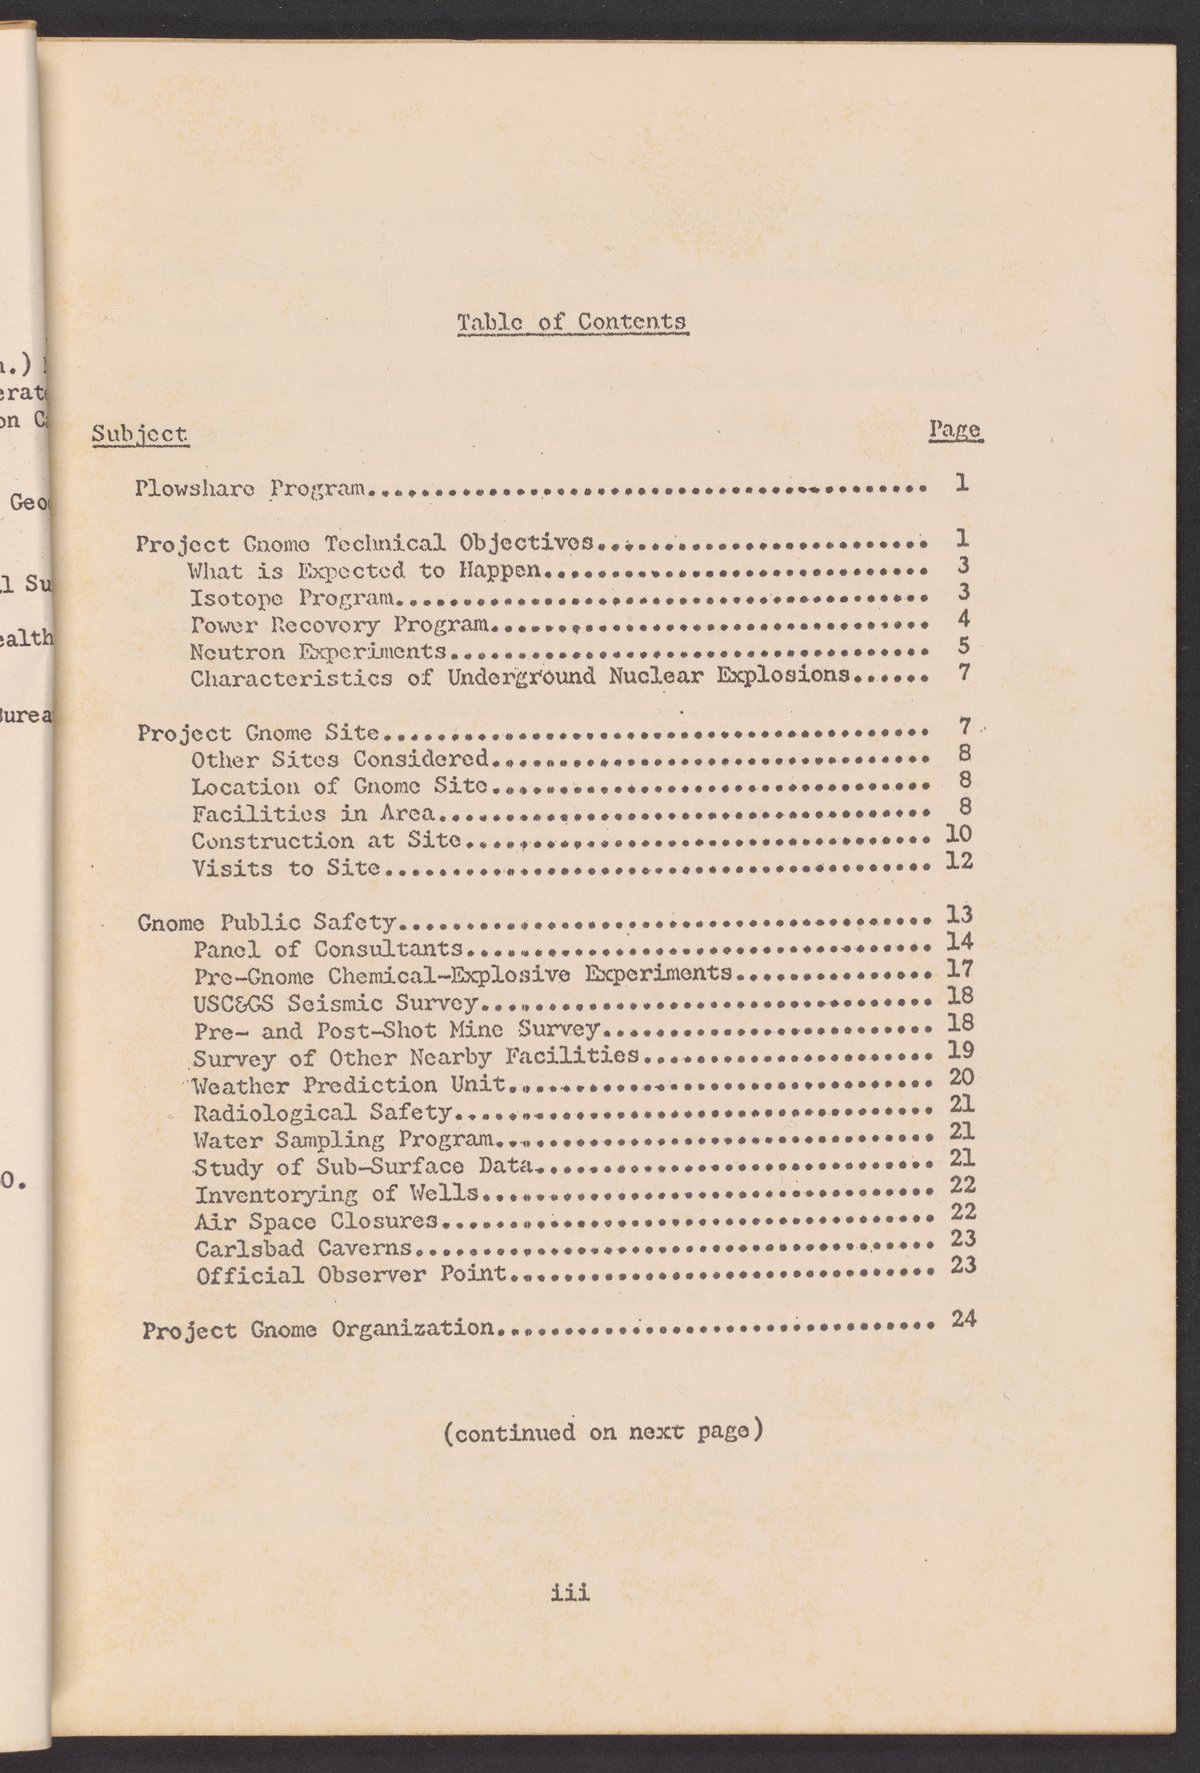 Table of Contents
Subject Page
Plowshare Program.......................................... 1
Project Gnome Technical Objectives......................... 1
What is Expected to Happen............................. 3
Isotope Program........................................ 3
Power Recovery Program................................. 4
Neutron Experiments.................................... 5
Characteristics of Underground Nuclear Explosions...... 7
Project Gnome Site......................................... 7
Other Sites Considered................................. 8
Location of Gnome Site................................. 8
Facilities in Area..................................... 8
Construction at Site................................... 10
Visits to Site......................................... 12
Gnome Public Safety........................................ 13
Panel of Consultants................................... 14
Pre-Gnome Chemical-Explosive Experiments............... 17
USC&GS Seismic Survey.................................. 18
Pre- and Post-Shot Mine Survey......................... 18
Survey of Other Nearby Facilities...................... 19
Weather Prediction Unit................................ 20
Radiological Safety.................................... 21
Water Sampling Program................................. 21
Study of Sub-Surface Data.............................. 21
Inventorying of Wells.................................. 22
Air Space Closures..................................... 22
Carlsbad Caverns....................................... 23
Official Observer Point................................ 23
Project Gnome Organization................................. 24
(continued on next page)
iii